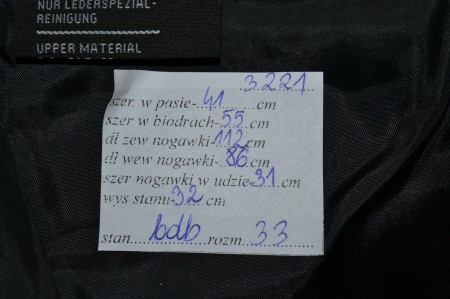 NUR LEDERSPEZIAL-
REINIGUNG
UPPER MATERIAL
3221
szer. w pasie-41cm
szer w biodrach-55cm
dł zew nogawki-112cm
dł wew nogawki-86cm
szer nogawki w udzie-31cm
wys stanu-32cm
stan bdb rozm 33